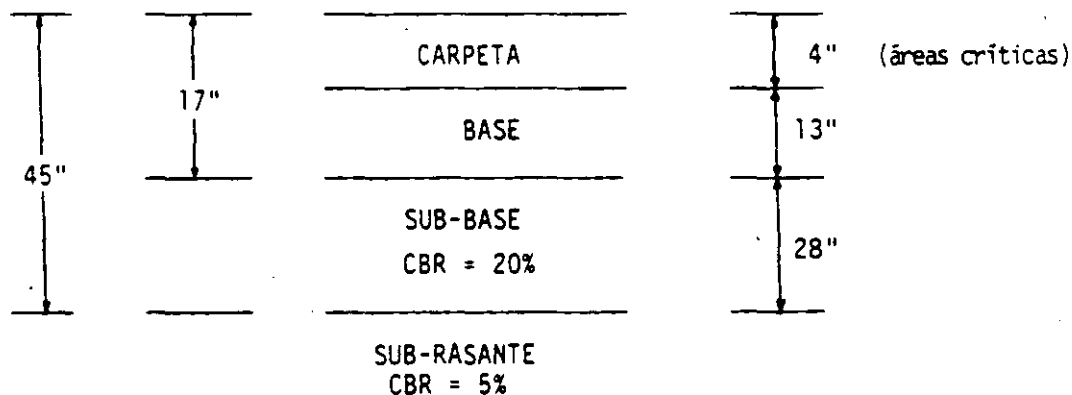 CARPETA
4" (áreas críticas)
17"
BASE
13"
45"
SUB-BASE
CBR = 20%
28"
SUB-RASANTE
CBR = 5%